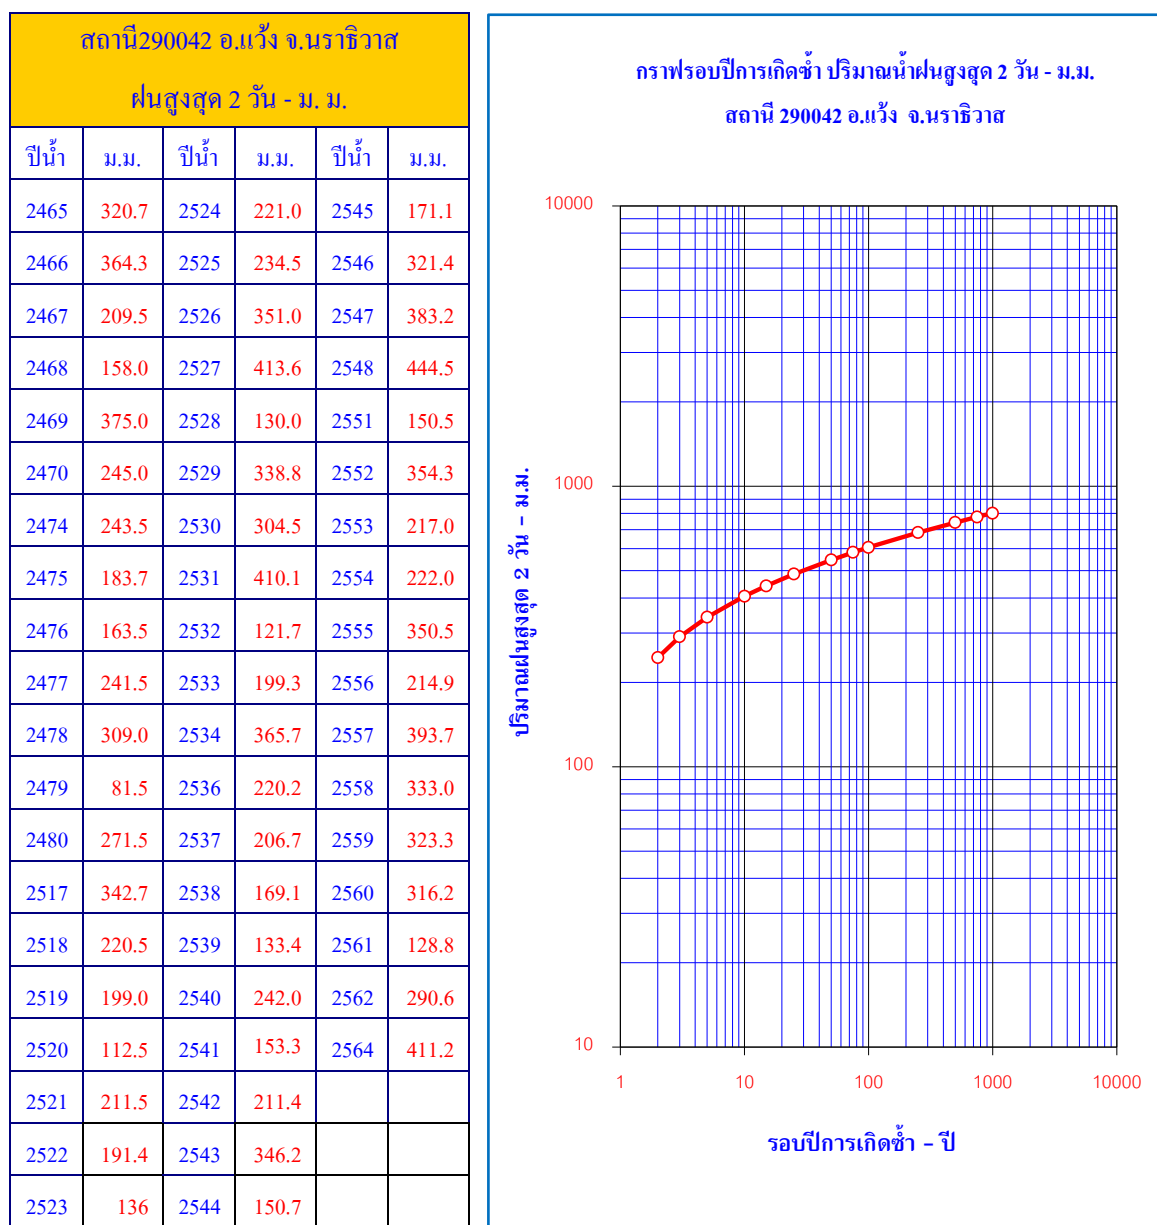 สถานี290042 อ.แว้ง จ.นราธิวาส
ฝนสูงสุด 2 วัน - ม. ม.
ปีน้ำ ม.ม. ปีน้ำ ม.ม. ปีน้ำ ม.ม.
2465 320.7 2524 221.0 2545 171.1
2466 364.3 2525 234.5 2546 321.4
2467 209.5 2526 351.0 2547 383.2
2468 158.0 2527 413.6 2548 444.5
2469 375.0 2528 130.0 2551 150.5
2470 245.0 2529 338.8 2552 354.3
2474 243.5 2530 304.5 2553 217.0
2475 183.7 2531 410.1 2554 222.0
2476 163.5 2532 121.7 2555 350.5
2477 241.5 2533 199.3 2556 214.9
2478 309.0 2534 365.7 2557 393.7
2479 81.5 2536 220.2 2558 333.0
2480 271.5 2537 206.7 2559 323.3
2517 342.7 2538 169.1 2560 316.2
2518 220.5 2539 133.4 2561 128.8
2519 199.0 2540 242.0 2562 290.6
2520 112.5 2541 153.3 2564 411.2
2521 211.5 2542 211.4
2522 191.4 2543 346.2
2523 136 2544 150.7
กราฟรอบปีการเกิดซ้ำ ปริมาณน้ำฝนสูงสุด 2 วัน - ม.ม.
สถานี 290042 อ.แว้ง จ.นราธิวาส
ปริมาณฝนสูงสุด 2 วัน - ม.ม.
10000
1000
100
10
1 10 100 1000 10000
รอบปีการเกิดซ้ำ - ปี